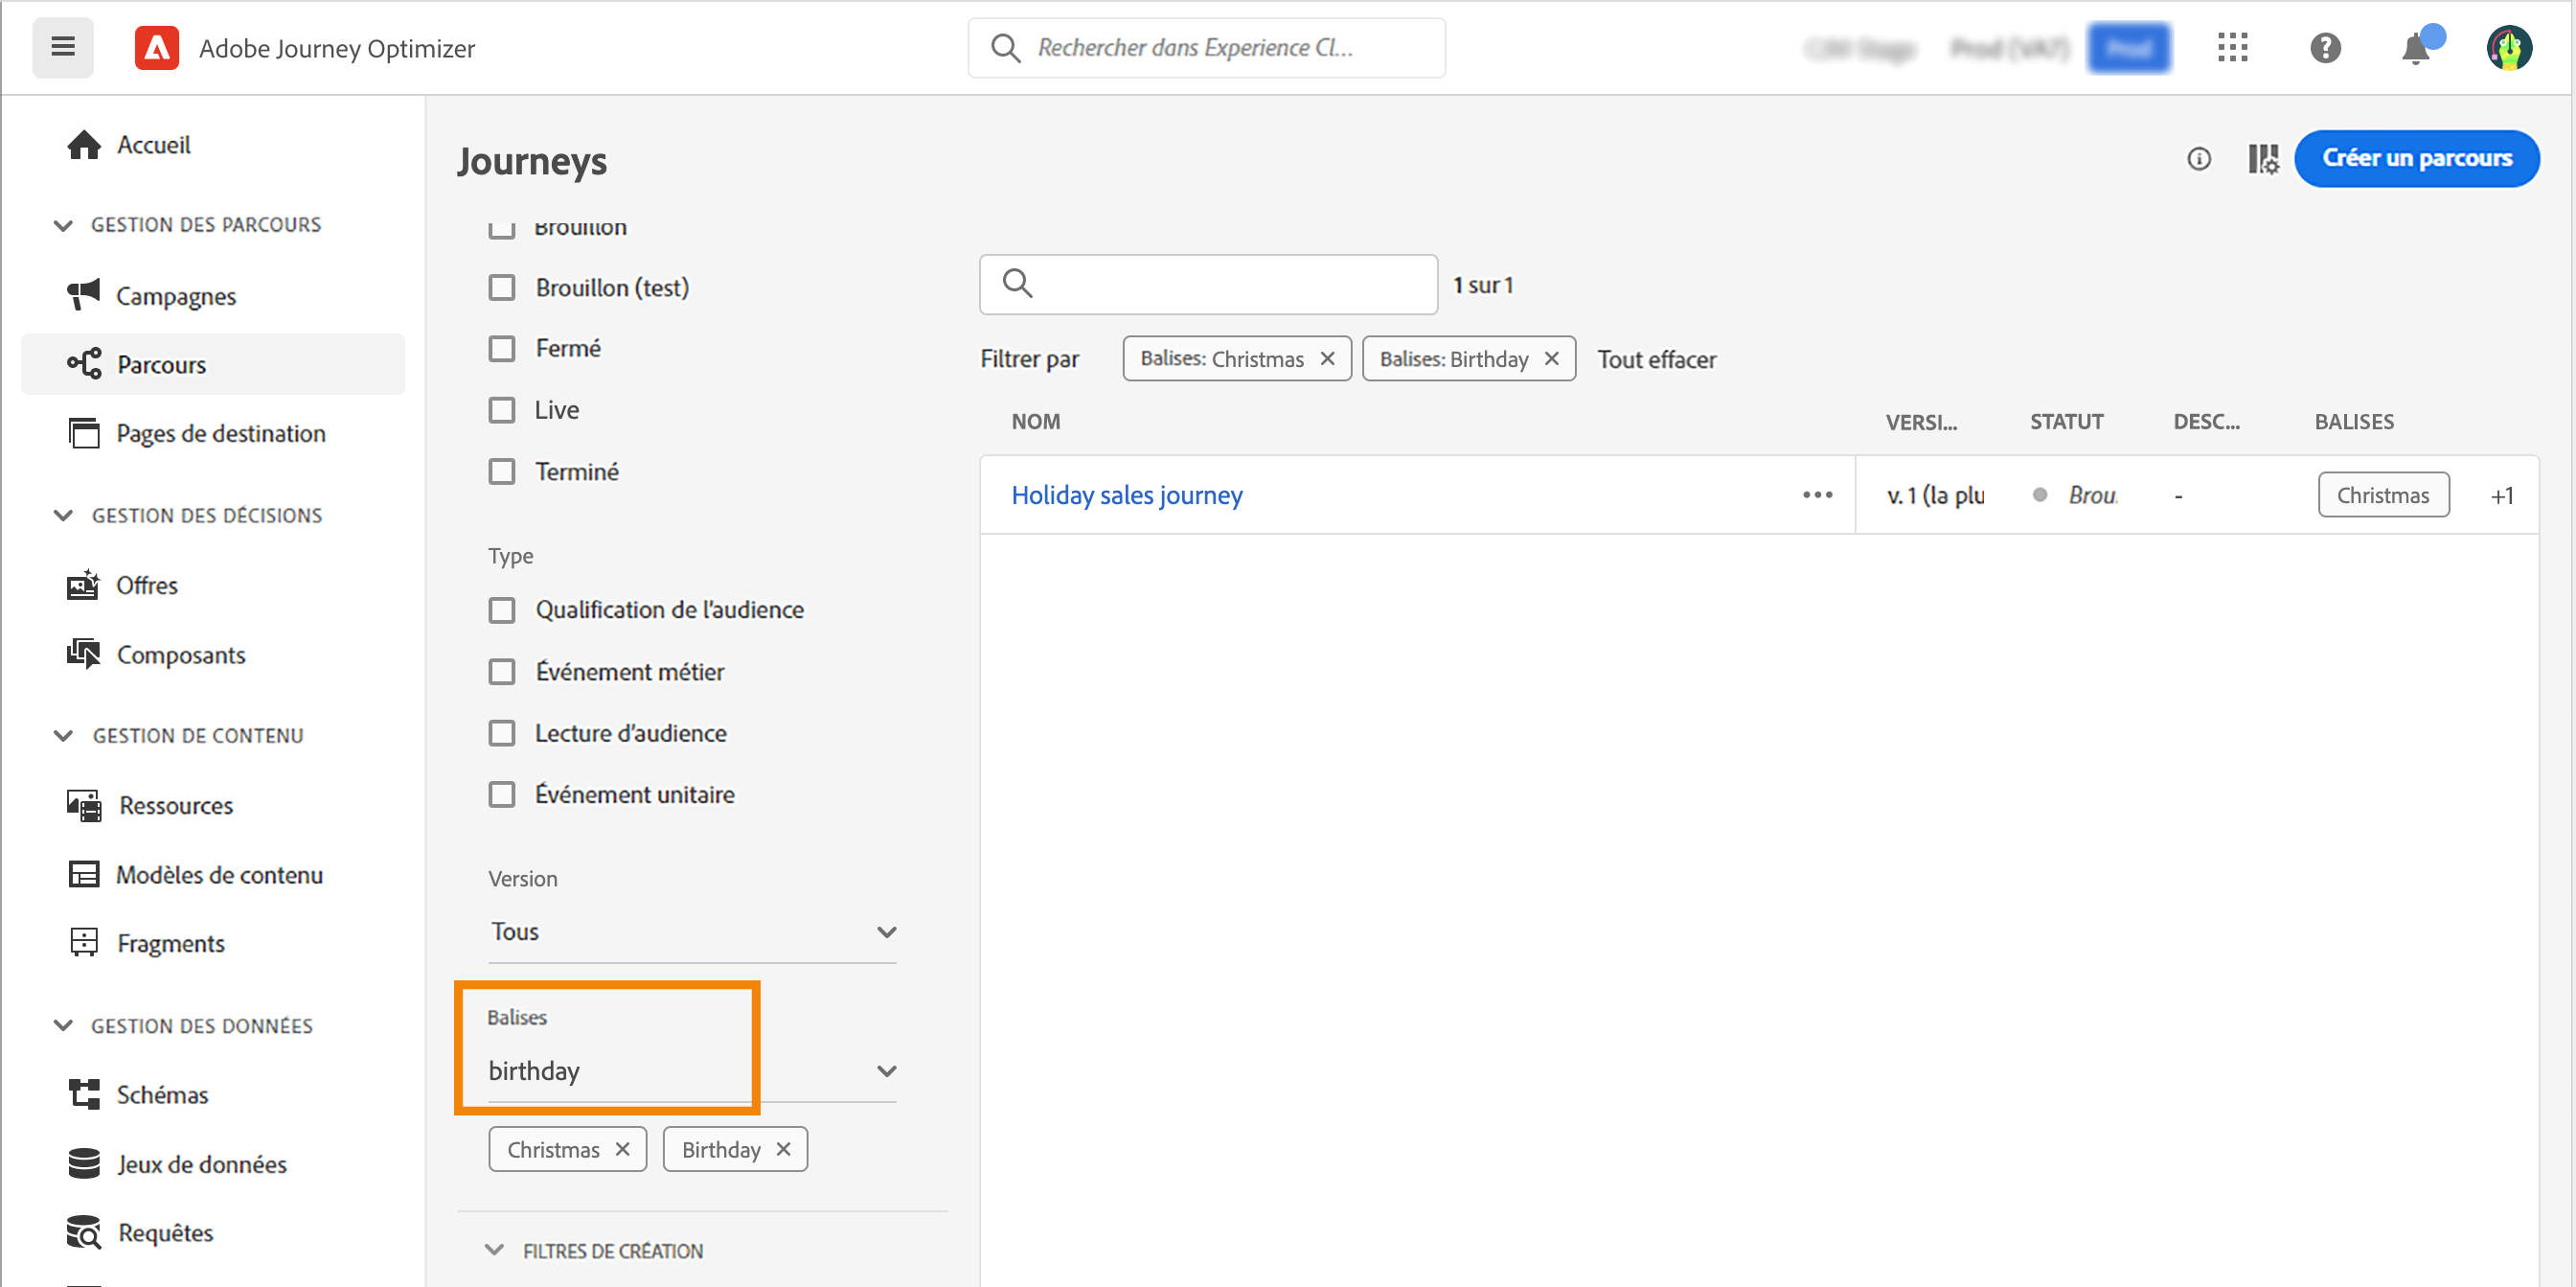 Adobe Journey Optimizer
Rechercher dans Experience Cl...
Prod (VA7)
Prod
Accueil
GESTION DES PARCOURS
Campagnes
Parcours
Pages de destination
GESTION DES DÉCISIONS
Offres
Composants
GESTION DE CONTENU
Ressources
Modèles de contenu
Fragments
GESTION DES DONNÉES
Schémas
Jeux de données
Requêtes
Journeys
Créer un parcours
Brouillon
Brouillon (test)
Fermé
Live
Terminé
Type
Qualification de l'audience
Événement métier
Lecture d'audience
Événement unitaire
Version
Tous
Balises
birthday
Christmas Birthday
FILTRES DE CRÉATION
1 sur 1
Filtrer par Balises: Christmas Balises: Birthday Tout effacer
NOM VERSI... STATUT DESC... BALISES
Holiday sales journey ••• v. 1 (la plu Brou - Christmas +1